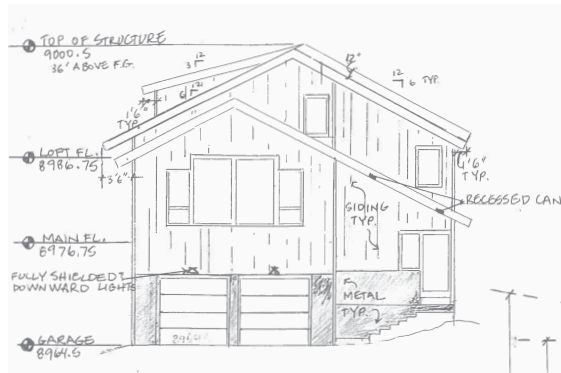 TOP OF STRUCTURE
9000.5
36' ABOVE F.G.
12
3
12
6
12"
12
6 TYP.
1'6"
TYP.
LOFT FL.
8986.75
3'6"
4'6"
TYP.
RECESSED CAN
SIDING
TYP.
MAIN FL.
8976.75
FULLY SHIELDED
DOWNWARD LIGHTS
METAL
TYP.
GARAGE
8964.5